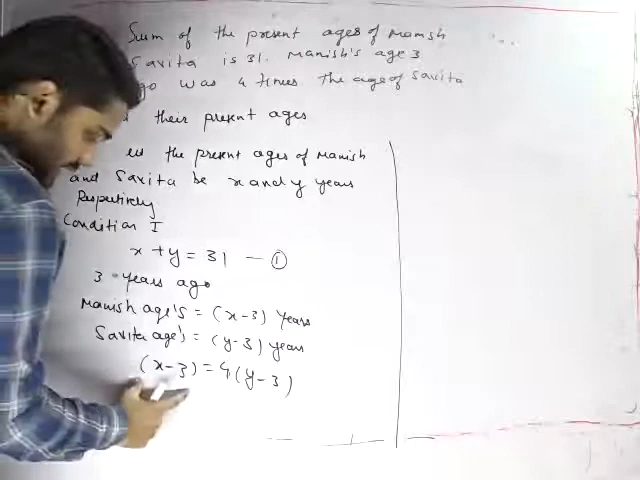 Sum of the present ages of Manish
Savita is 31. Manish's age 3
go was 4 times the age of Savita
their present ages
the present ages of Manish
and Savita be x and y years
Respectively
Condition I
x + y = 31 — ①
3 years ago
Manish age's = (x-3) years
Savita age's = (y-3) years
(x-3) = 4(y-3)